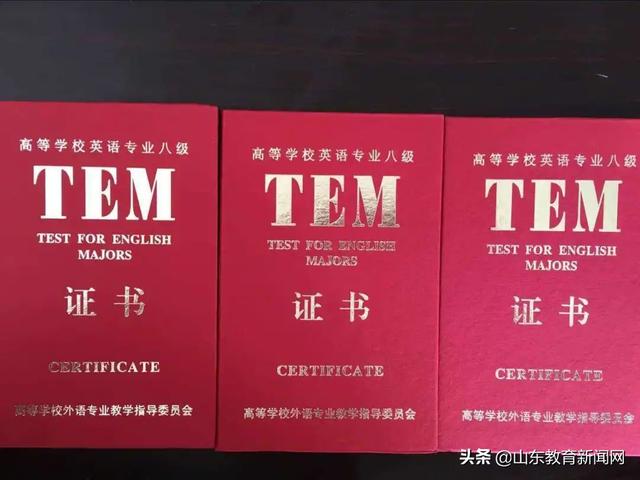 高等学校英语专业八级
TEM
TEST FOR ENGLISH
MAJORS
证书
CERTIFICATE
高等学校外语专业教学指导委员会
高等学校英语专业八级
TEM
TEST FOR ENGLISH
MAJORS
证书
CERTIFICATE
高等学校外语专业教学指导委员会
高等学校英语专业八级
TEM
TEST FOR ENGLISH
MAJORS
证书
CERTIFICATE
高等学校外语专业教学指导委员会
头条 @山东教育新闻网